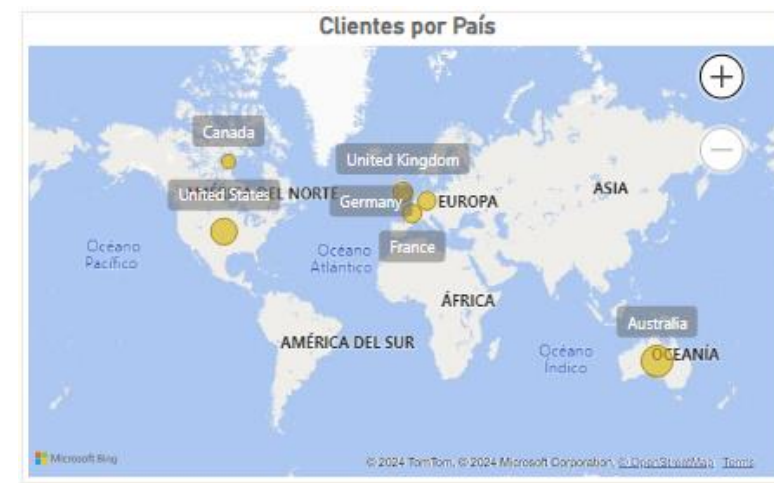 Clientes por País
Canada
United Kingdom
United States
DEL NORTE
Germany
EUROPA
ASIA
Océano
Pacífico
Océano
Atlántico
France
ÁFRICA
Australia
AMÉRICA DEL SUR
Océano
Índico
OCEANÍA
Microsoft Bing
© 2024 TomTom, © 2024 Microsoft Corporation, © OpenStreetMap Terms